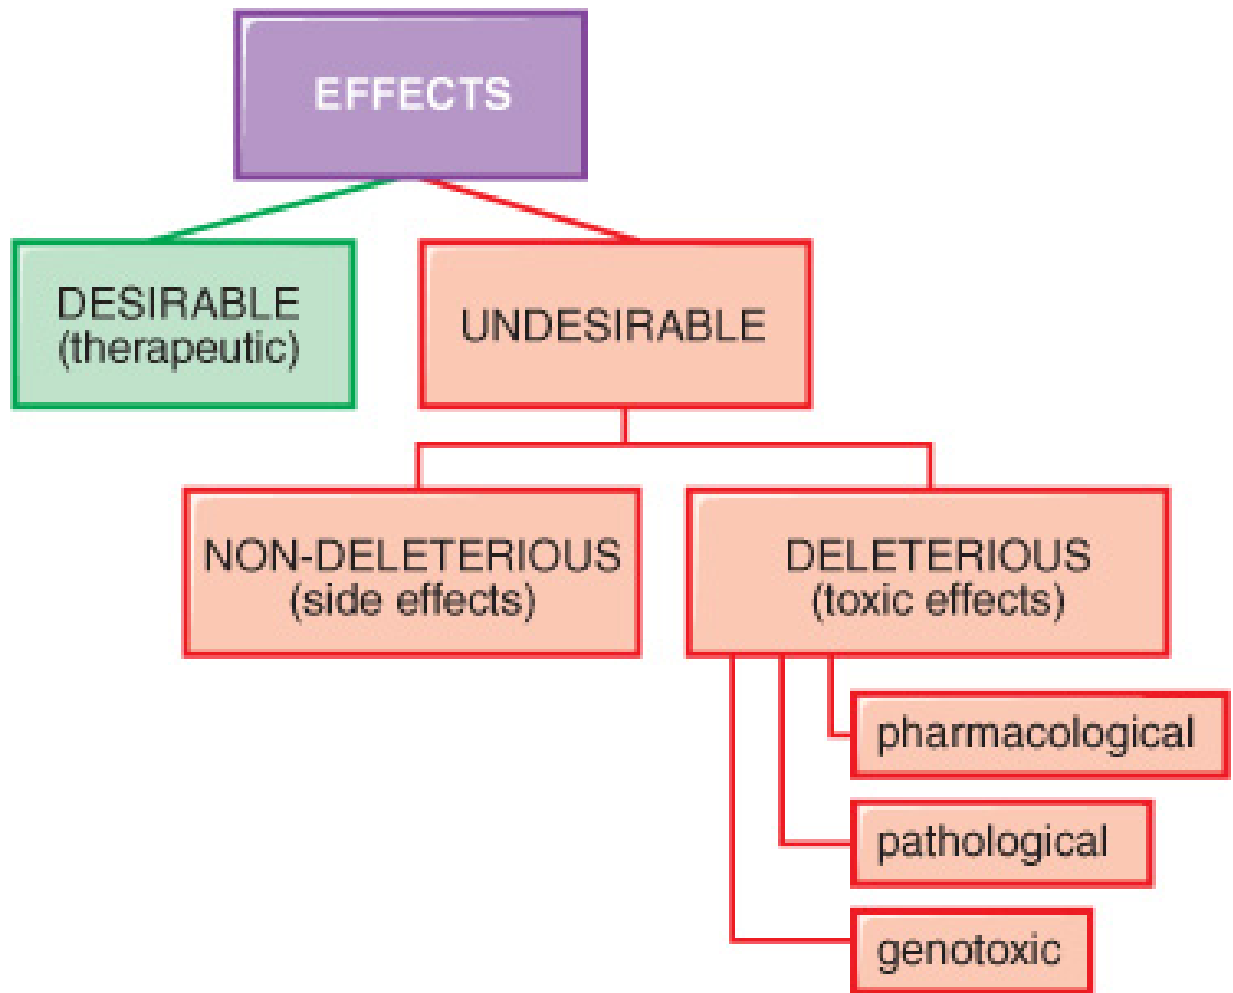 EFFECTS
DESIRABLE
(therapeutic)
UNDESIRABLE
NON-DELETERIOUS
(side effects)
DELETERIOUS
(toxic effects)
pharmacological
pathological
genotoxic